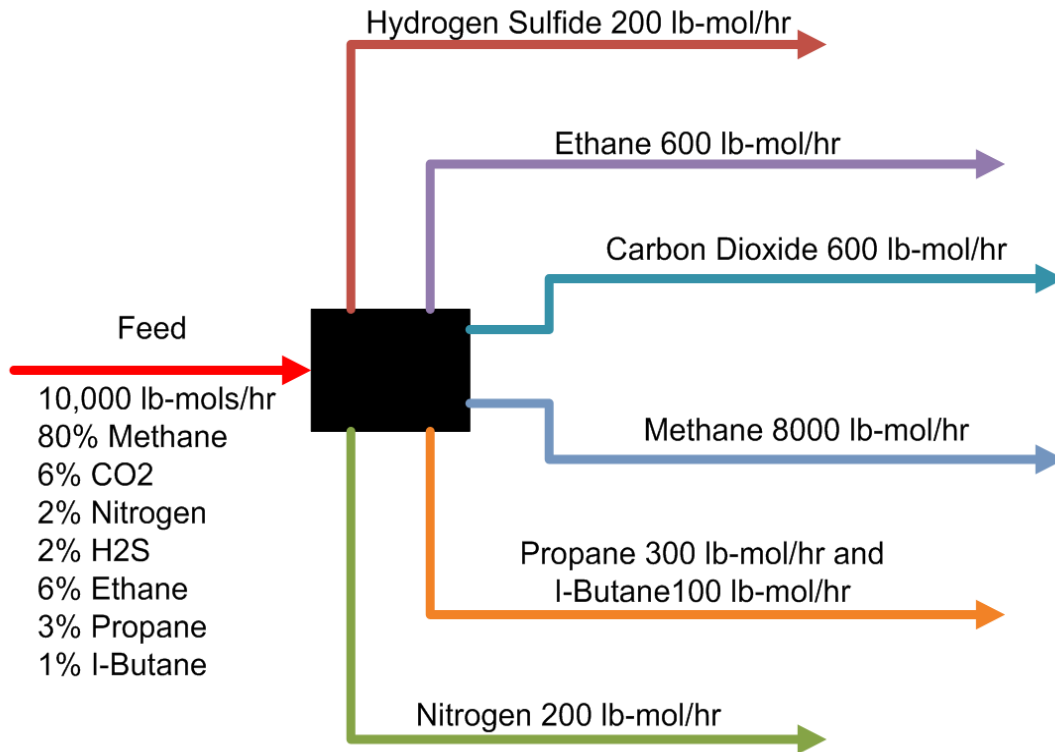 Hydrogen Sulfide 200 lb-mol/hr
Ethane 600 lb-mol/hr
Carbon Dioxide 600 lb-mol/hr
Feed
10,000 lb-mols/hr
80% Methane
6% CO2
2% Nitrogen
2% H2S
6% Ethane
3% Propane
1% I-Butane
Methane 8000 lb-mol/hr
Propane 300 lb-mol/hr and
I-Butane100 lb-mol/hr
Nitrogen 200 lb-mol/hr